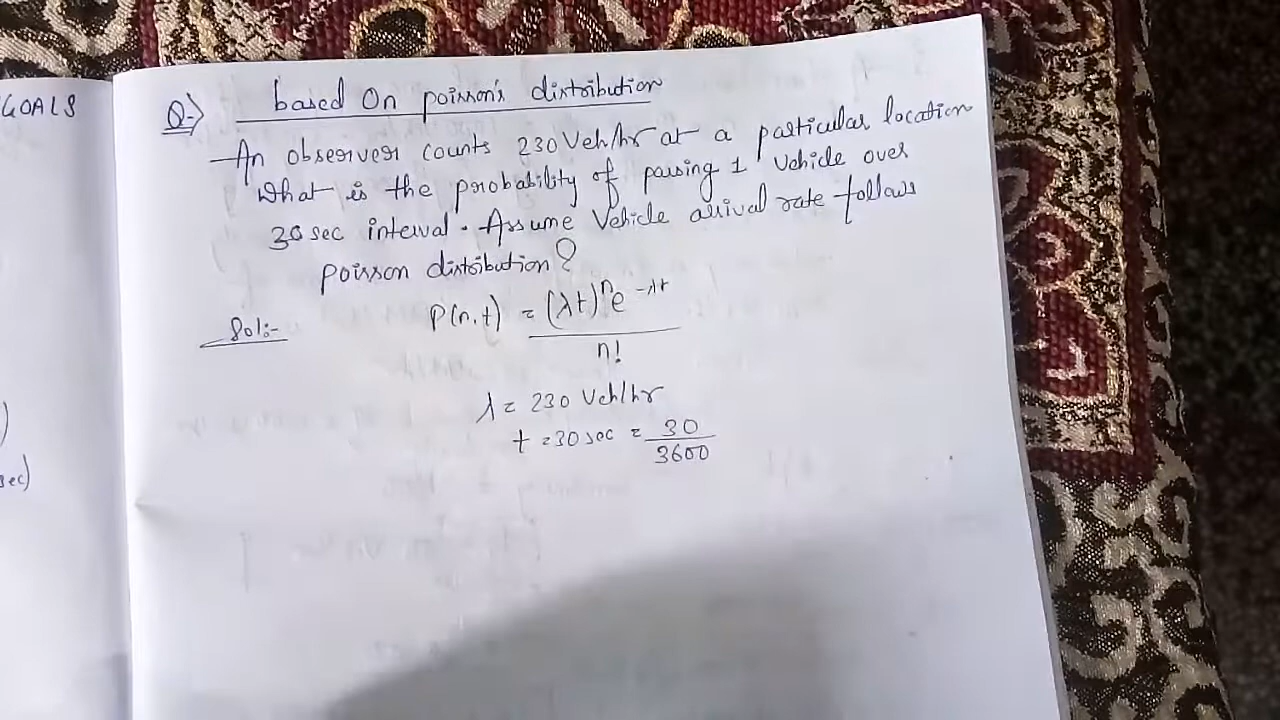 GOALS
Q-> based On poisson's distribution
An observer counts 230 Veh/hr at a particular location
What is the probability of passing 1 Vehicle over
30 sec interval. Assume Vehicle arrival rate follows
poisson distribution?
Sol:- P(n,t) = (λt)^n e^-λt
n!
λ = 230 Veh/hr
t = 30 sec = 30
3600
)
sec)